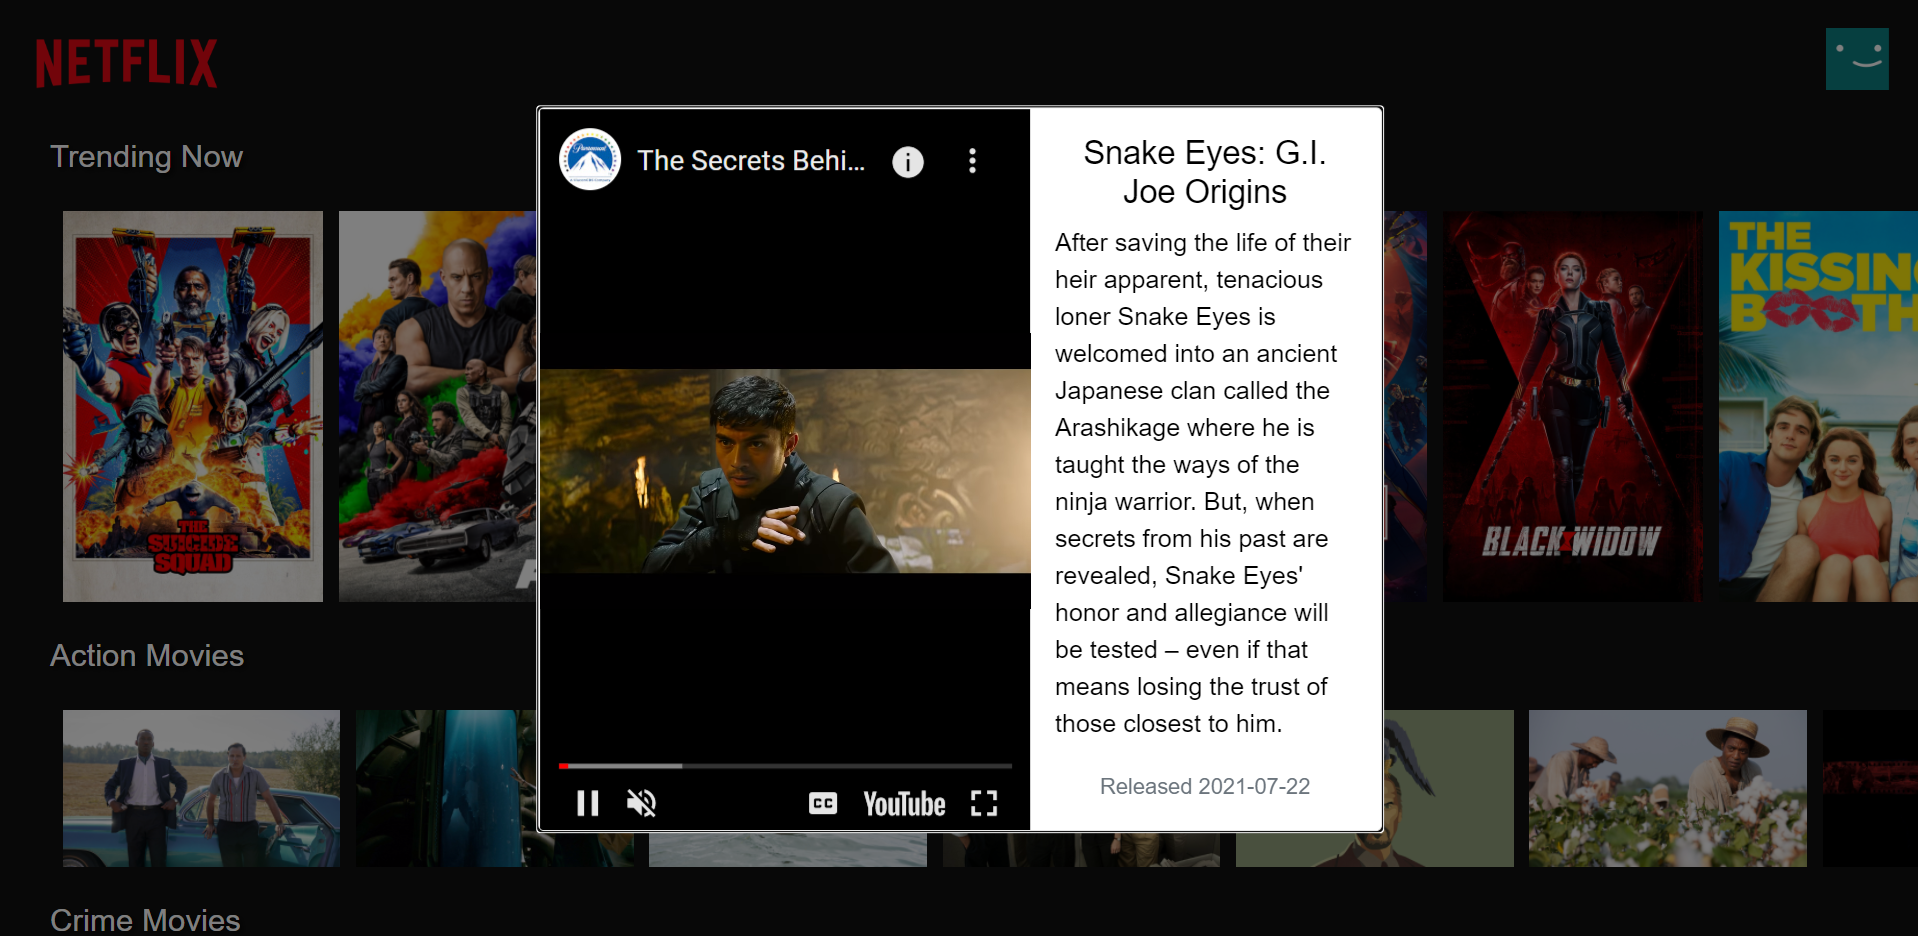 NETFLIX
Trending Now
THE
SUICIDE
SQUAD
The Secrets Behi...
Paramount
CC
YouTube
Snake Eyes: G.I.
Joe Origins
After saving the life of their
heir apparent, tenacious
loner Snake Eyes is
welcomed into an ancient
Japanese clan called the
Arashikage where he is
taught the ways of the
ninja warrior. But, when
secrets from his past are
revealed, Snake Eyes'
honor and allegiance will
be tested – even if that
means losing the trust of
those closest to him.
Released 2021-07-22
BLACK WIDOW
THE
KISSING
BOOTH
Action Movies
Crime Movies